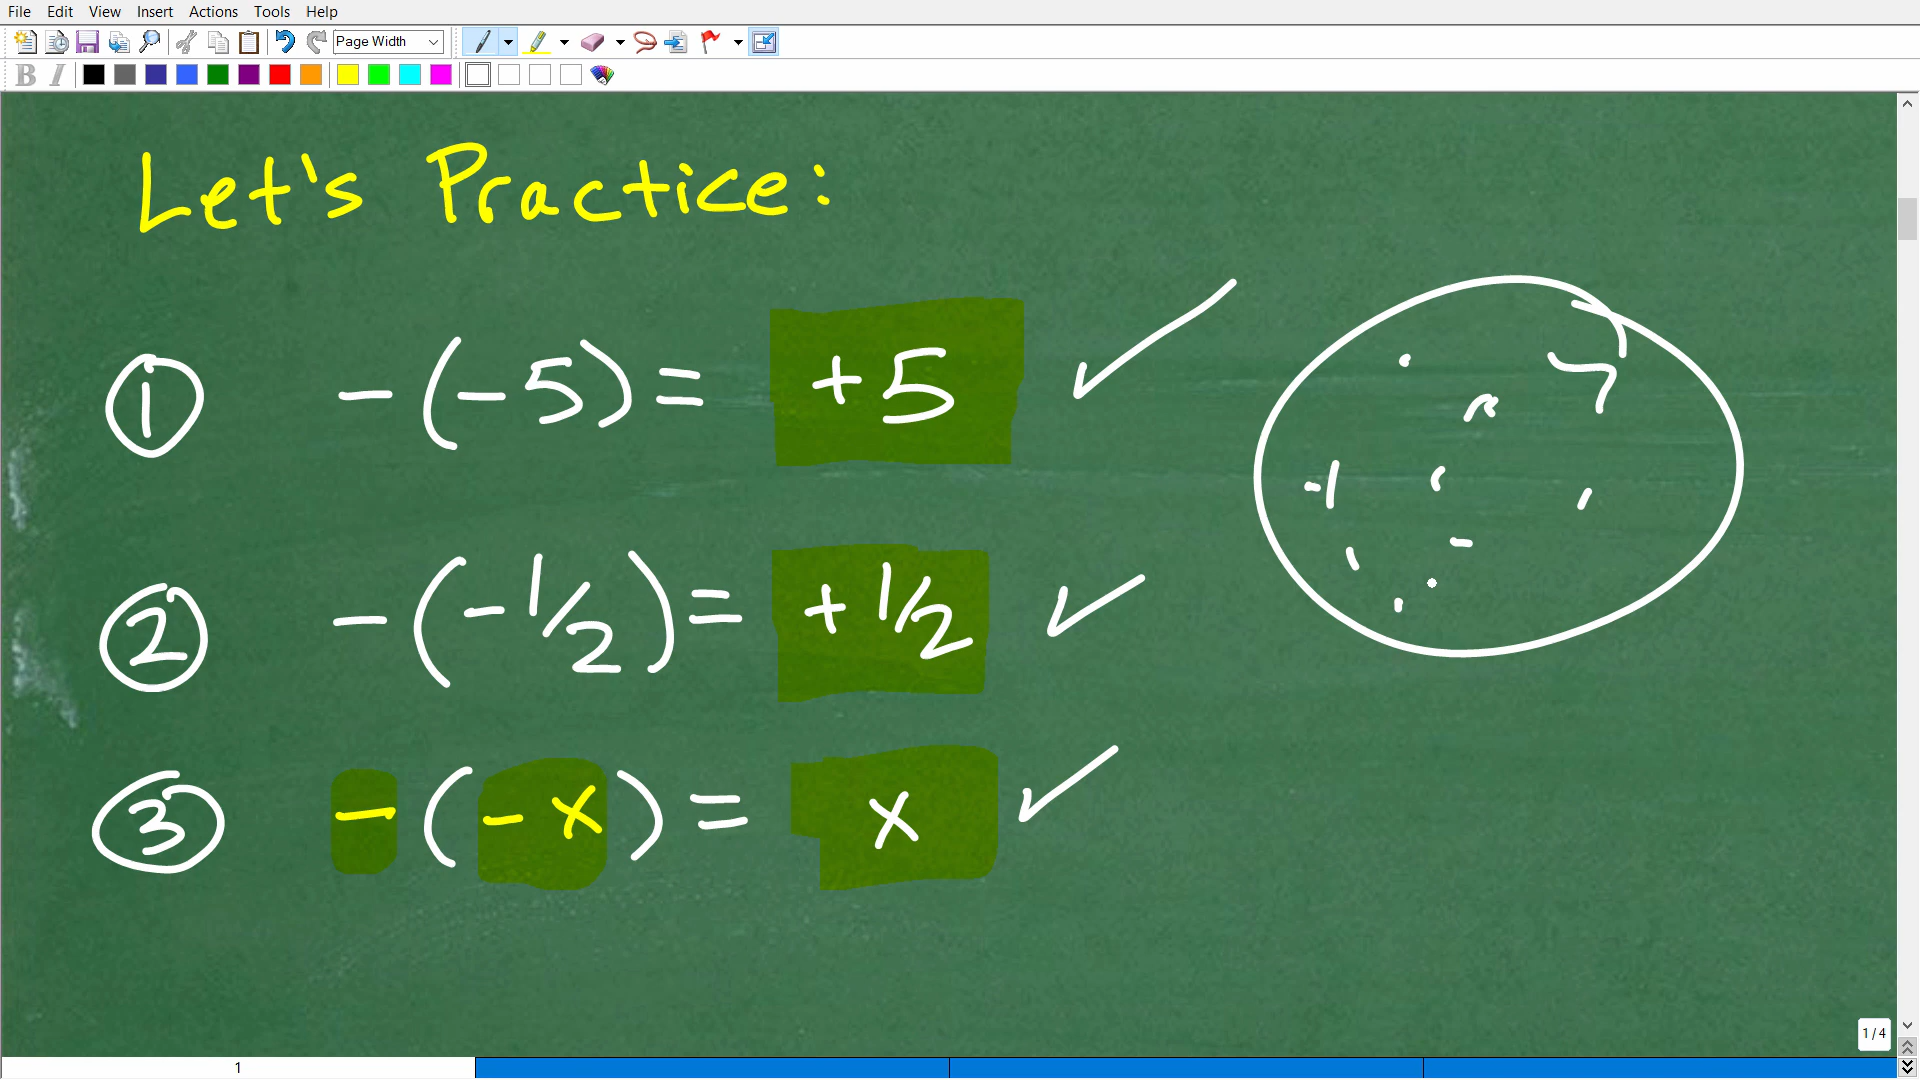 File Edit View Insert Actions Tools Help
Page Width
B I
Let's Practice:
1 -(-5) = +5 ✓
2 -(-1/2) = +1/2 ✓
3 -(-x) = x ✓
1 / 4
1